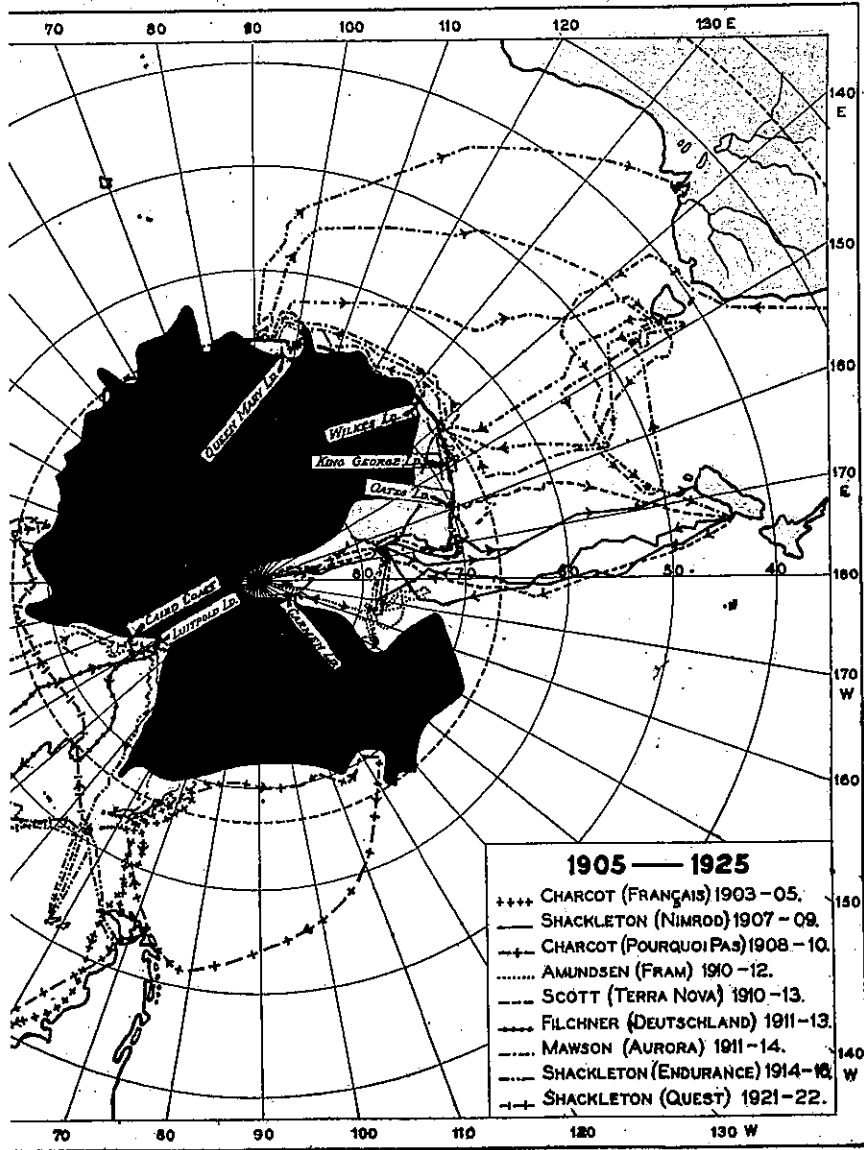 70 80 90 100 110 120 130 E
140 E
150
160
170 E
180
170 W
160
150
140 W
QUEEN MARY LD.
WILKES LD.
KING GEORGE LD.
OATES LD.
80 70 60 50 40
CAIRD COAST
LUITPOLD LD.
CARMEN LD.
1905 — 1925
CHARCOT (FRANÇAIS) 1903-05.
SHACKLETON (NIMROD) 1907-09.
CHARCOT (POURQUOI PAS) 1908-10.
AMUNDSEN (FRAM) 1910-12.
SCOTT (TERRA NOVA) 1910-13.
FILCHNER (DEUTSCHLAND) 1911-13.
MAWSON (AURORA) 1911-14.
SHACKLETON (ENDURANCE) 1914-16.
SHACKLETON (QUEST) 1921-22.
70 80 90 100 110 120 130 W